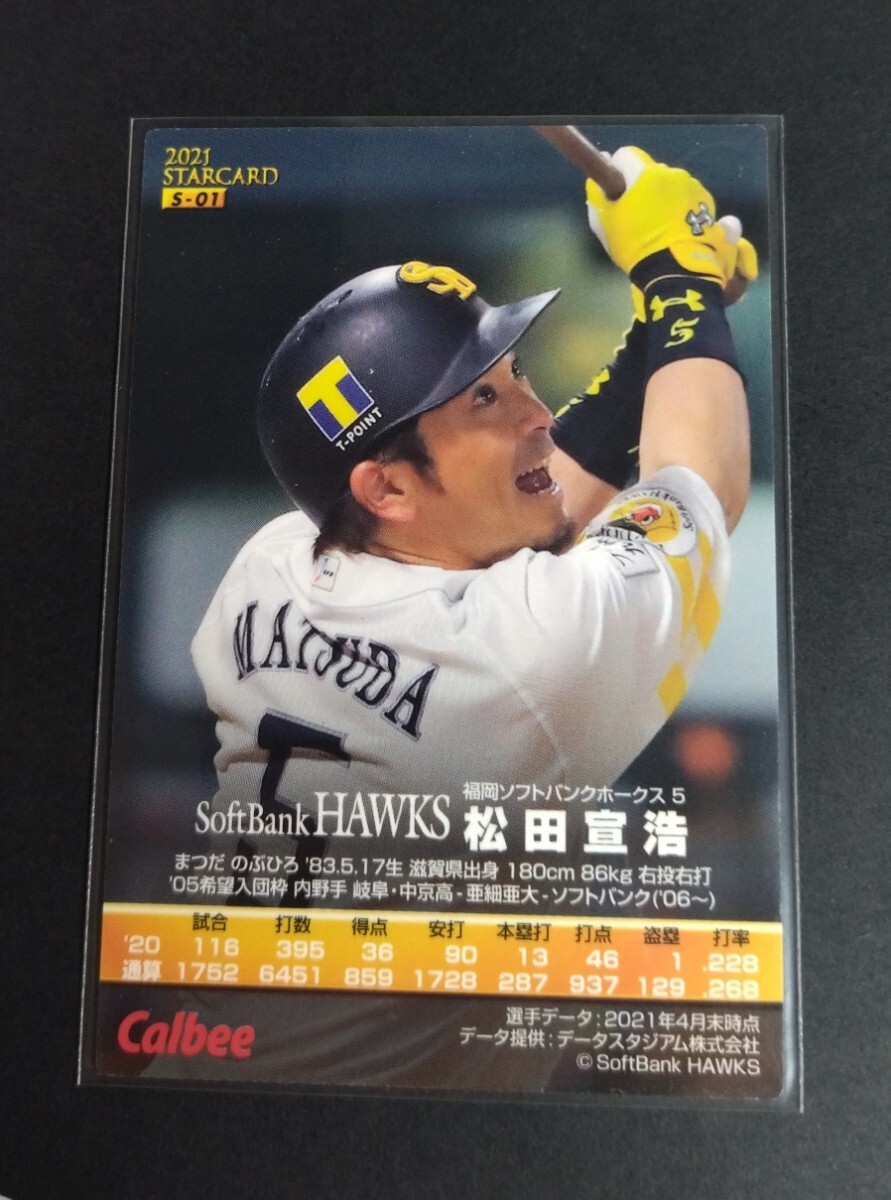 2021
STARCARD
S-01
SH
5
T
T-POINT
MATSUDA
5
福岡ソフトバンクホークス 5
SoftBank HAWKS 松田宣浩
まつだ のぶひろ '83.5.17生 滋賀県出身 180cm 86kg 右投右打
'05希望入団枠 内野手 岐阜・中京高-亜細亜大-ソフトバンク('06〜)
試合 打数 得点 安打 本塁打 打点 盗塁 打率
'20 116 395 36 90 13 46 1 .228
通算 1752 6451 859 1728 287 937 129 .268
Calbee
選手データ:2021年4月末時点
データ提供:データスタジアム株式会社
© SoftBank HAWKS